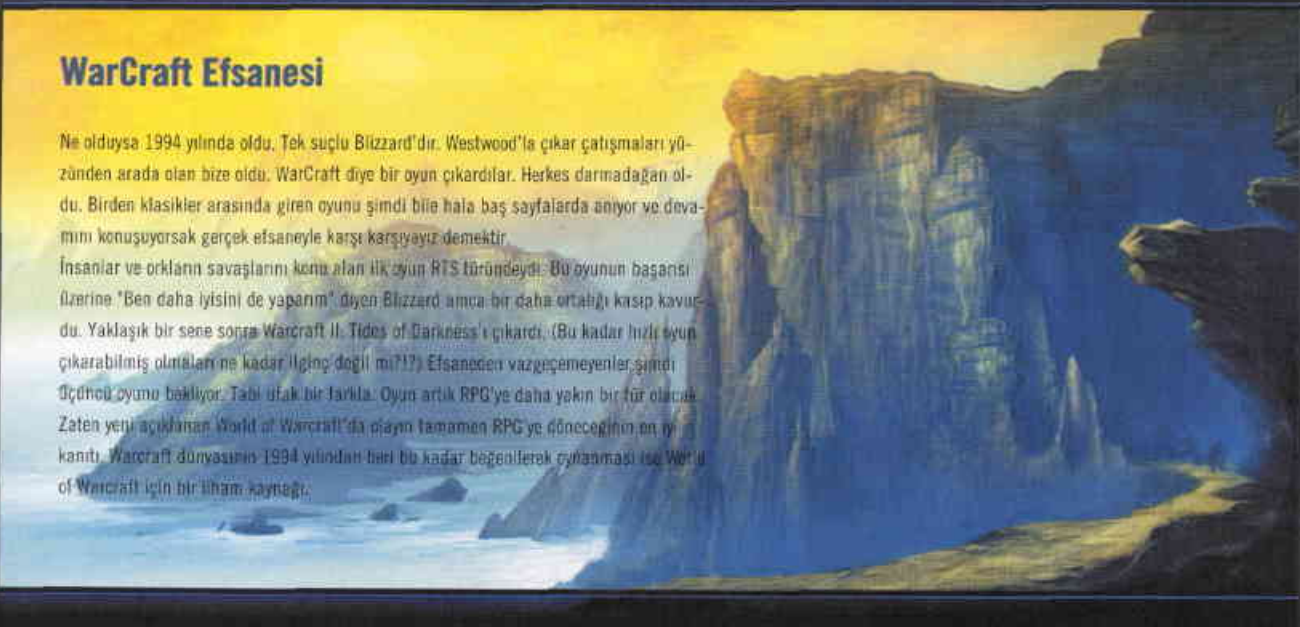 WarCraft Efsanesi
Ne olduysa 1994 yılında oldu. Tek suçlu Blizzard'dır. Westwood'la çıkar çatışmaları yü-
zünden arada olan bize oldu. WarCraft diye bir oyun çıkardılar. Herkes darmadağan ol-
du. Birden klasikler arasında giren oyunu şimdi bile hala baş sayfalarda anıyor ve deva-
mını konuşuyorsak gerçek efsaneyle karşı karşıyayız demektir.
İnsanlar ve orkların savaşlarını konu alan ilk oyun RTS türündeydi. Bu oyunun başarısı
üzerine "Ben daha iyisini de yaparım" diyen Blizzard amca bir daha ortalığı kasıp kavur-
du. Yaklaşık bir sene sonra Warcraft II: Tides of Darkness'ı çıkardı. (Bu kadar hızlı oyun
çıkarabilmiş olmaları ne kadar ilginç değil mi?!?) Efsaneden vazgeçemeyenler şimdi
üçüncü oyunu bekliyor. Tabi ufak bir farkla. Oyun artık RPG'ye daha yakın bir tür olacak.
Zaten yeni açıklanan World of Warcraft'da olayın tamamen RPG'ye döneceğinin en iyi
kanıtı. Warcraft dünyasının 1994 yılından beri bu kadar beğenilerek oynanması ise World
of Warcraft için bir ilham kaynağı.